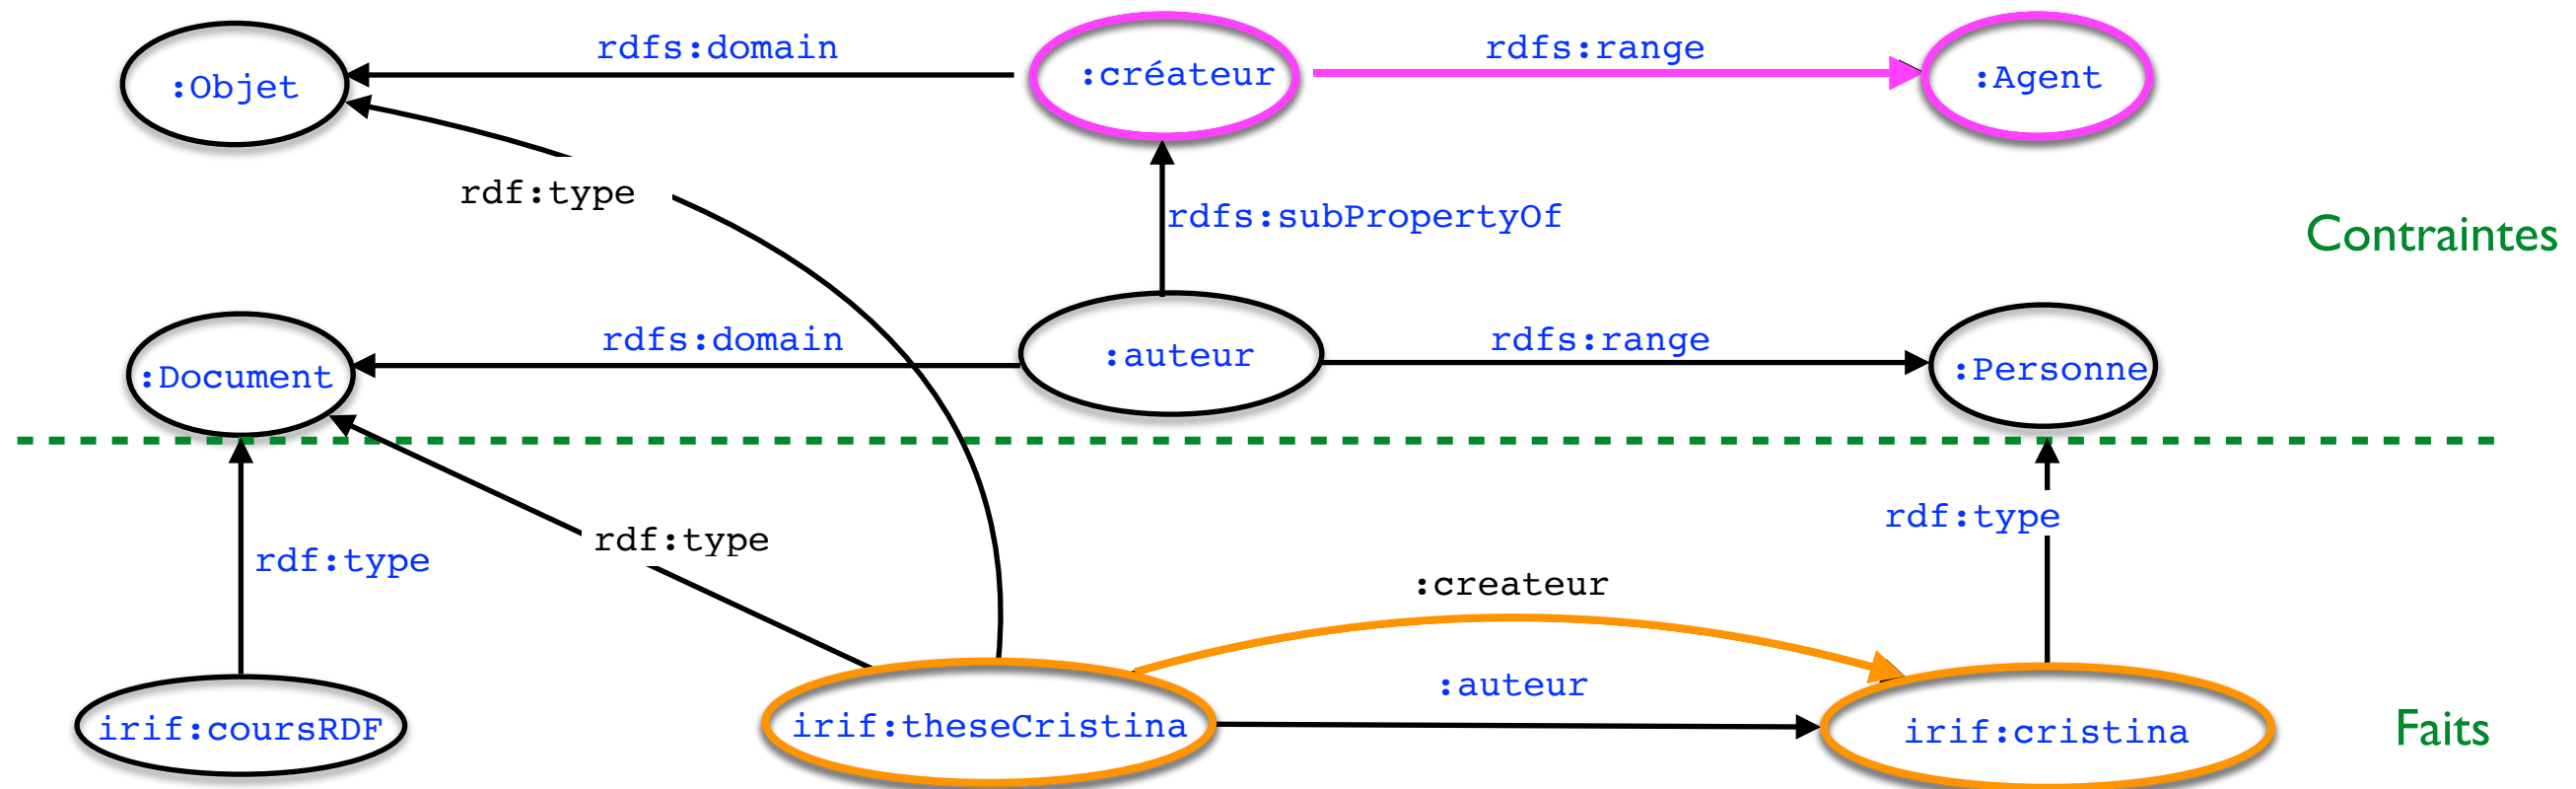 rdfs:domain
rdfs:range
:Objet
:créateur
:Agent
rdf:type
rdfs:subPropertyOf
Contraintes
rdfs:domain
rdfs:range
:Document
:auteur
:Personne
rdf:type
rdf:type
rdf:type
:createur
:auteur
irif:coursRDF
irif:theseCristina
irif:cristina
Faits